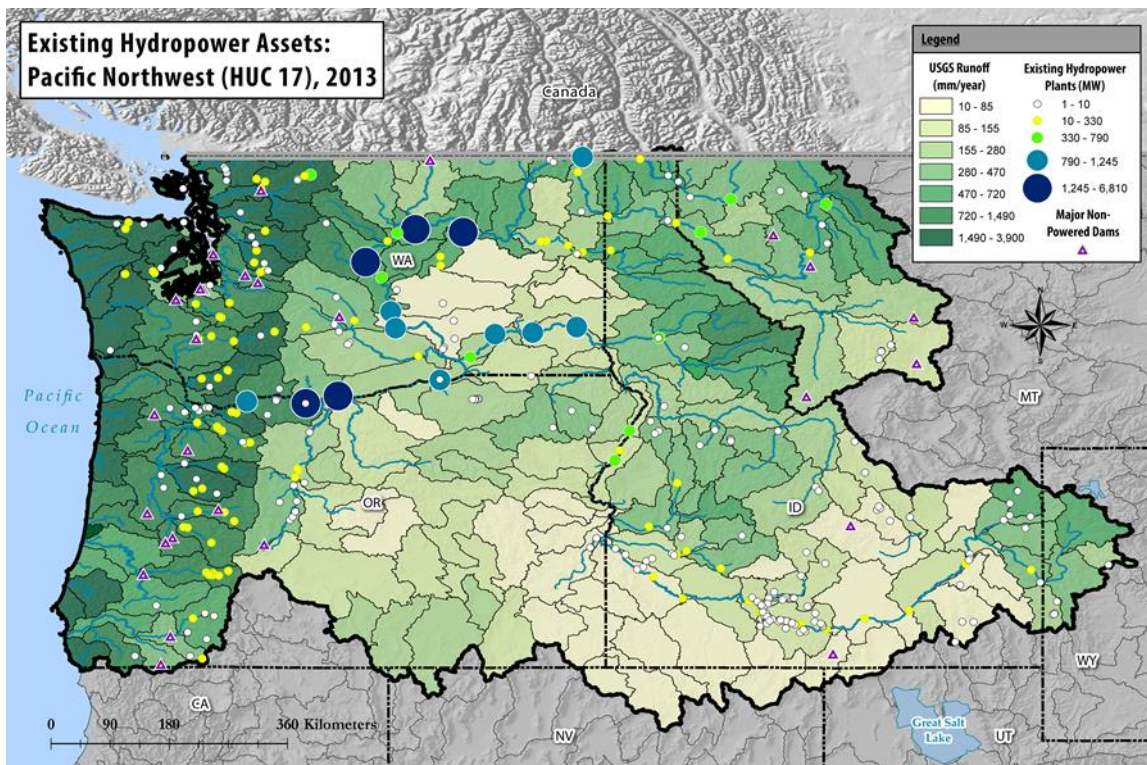 Existing Hydropower Assets:
Pacific Northwest (HUC 17), 2013
Legend
USGS Runoff
(mm/year)
10 - 85
85 - 155
155 - 280
280 - 470
470 - 720
720 - 1,490
1,490 - 3,900
Existing Hydropower
Plants (MW)
1 - 10
10 - 330
330 - 790
790 - 1,245
1,245 - 6,810
Major Non-
Powered Dams
Canada
WA
N
W
E
S
Pacific
Ocean
MT
OR
ID
WY
CA
NV
UT
Great Salt
Lake
0 90 180 360 Kilometers